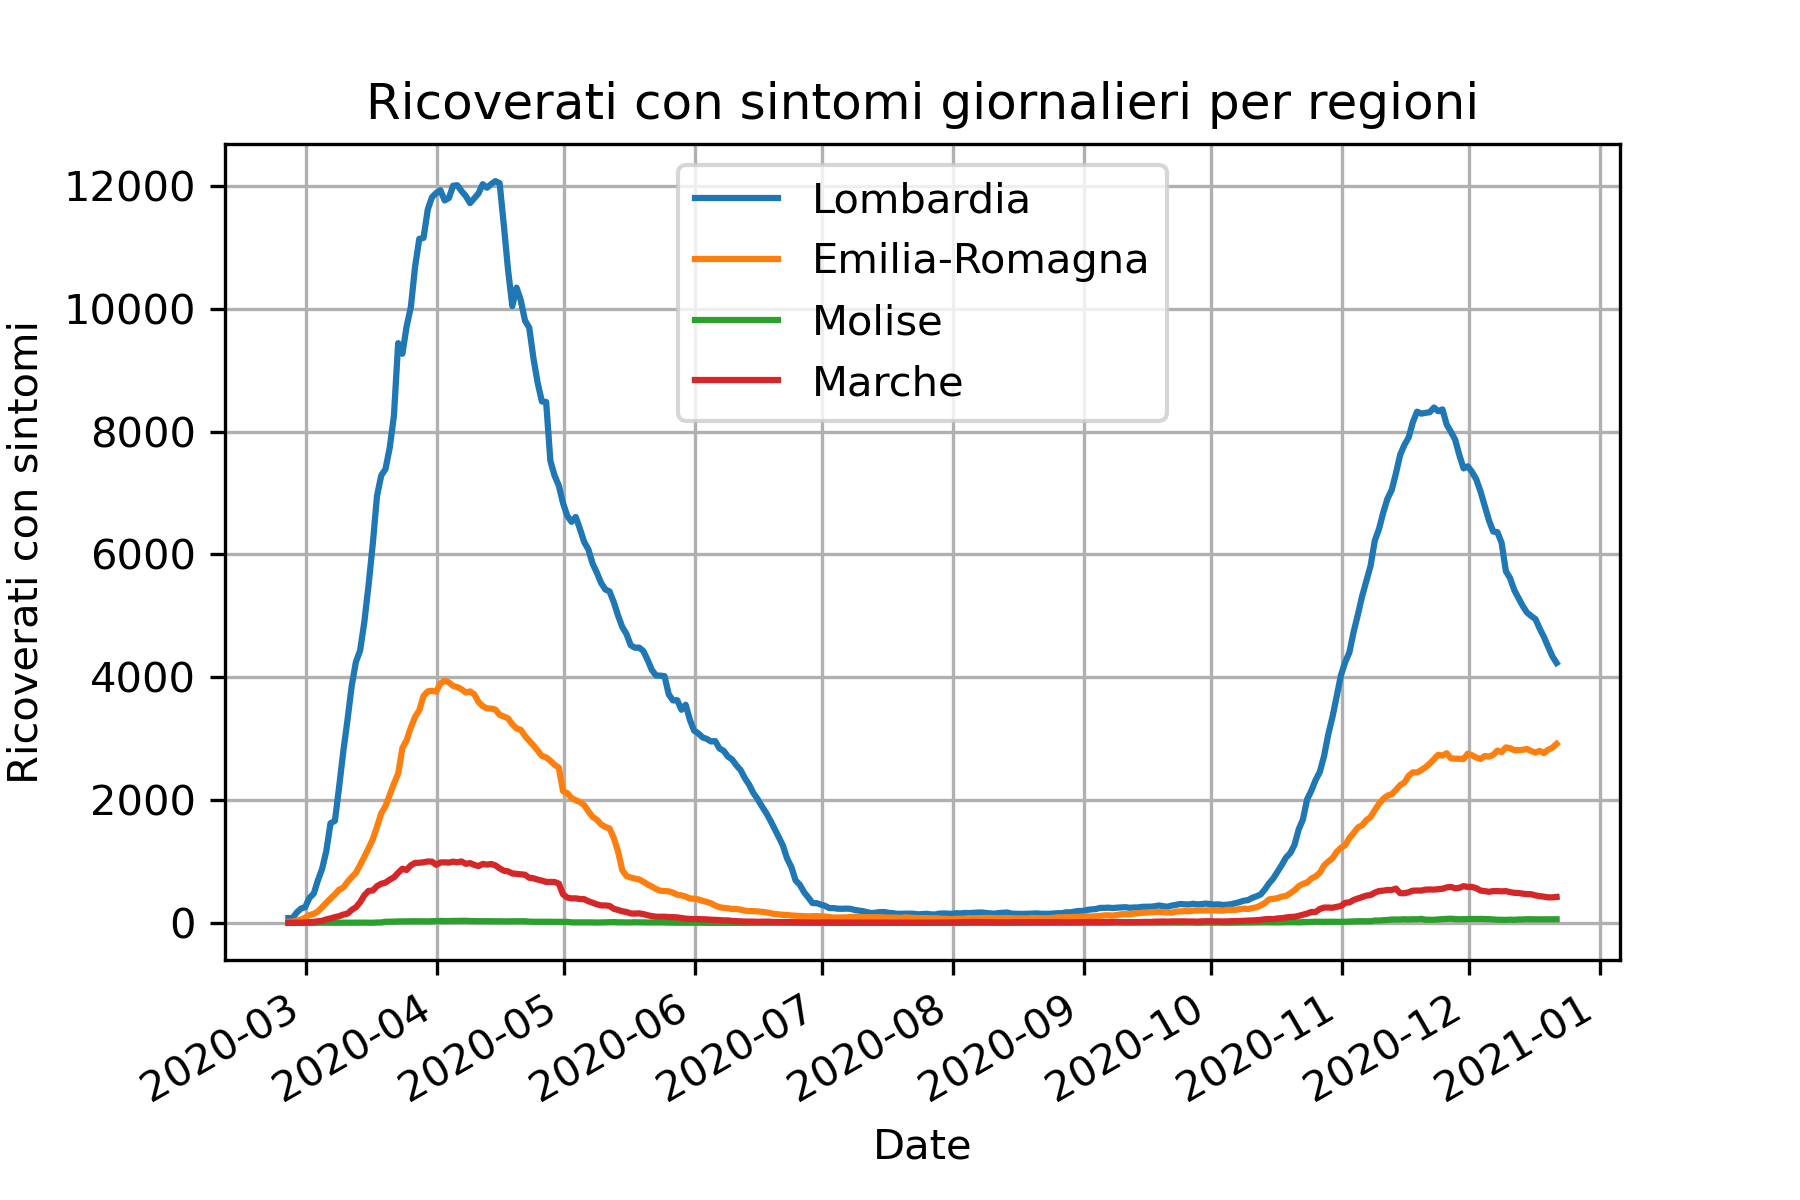 Ricoverati con sintomi giornalieri per regioni
Lombardia
Emilia-Romagna
Molise
Marche
Ricoverati con sintomi
12000
10000
8000
6000
4000
2000
0
2020-03
2020-04
2020-05
2020-06
2020-07
2020-08
2020-09
2020-10
2020-11
2020-12
2021-01
Date